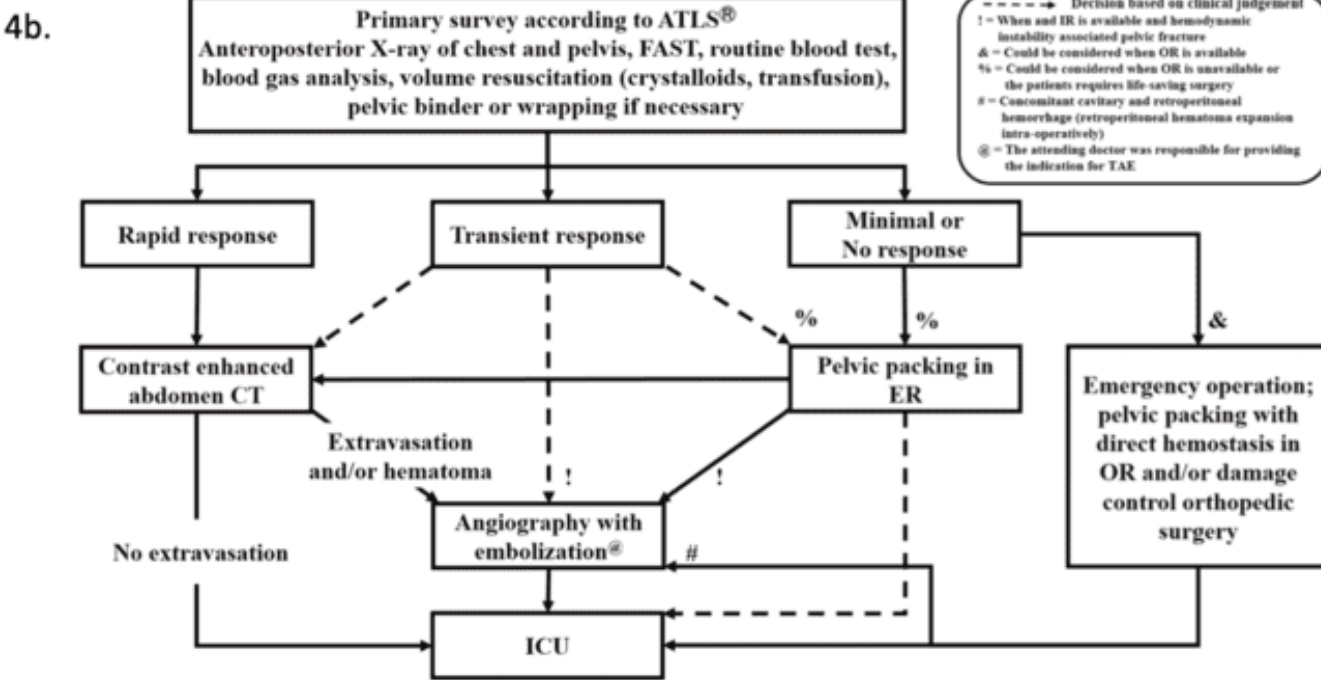 4b.
Primary survey according to ATLS®
Anteroposterior X-ray of chest and pelvis, FAST, routine blood test,
blood gas analysis, volume resuscitation (crystalloids, transfusion),
pelvic binder or wrapping if necessary
Decision based on clinical judgement
! = When and IR is available and hemodynamic
instability associated pelvic fracture
& = Could be considered when OR is available
% = Could be considered when OR is unavailable or
the patients requires life-saving surgery
# = Concomitant cavitary and retroperitoneal
hemorrhage (retroperitoneal hematoma expansion
intra-operatively)
@ = The attending doctor was responsible for providing
the indication for TAE
Rapid response
Transient response
Minimal or
No response
%
%
&
Contrast enhanced
abdomen CT
Pelvic packing in
ER
Emergency operation;
pelvic packing with
direct hemostasis in
OR and/or damage
control orthopedic
surgery
Extravasation
and/or hematoma
!
!
Angiography with
embolization@
#
No extravasation
ICU